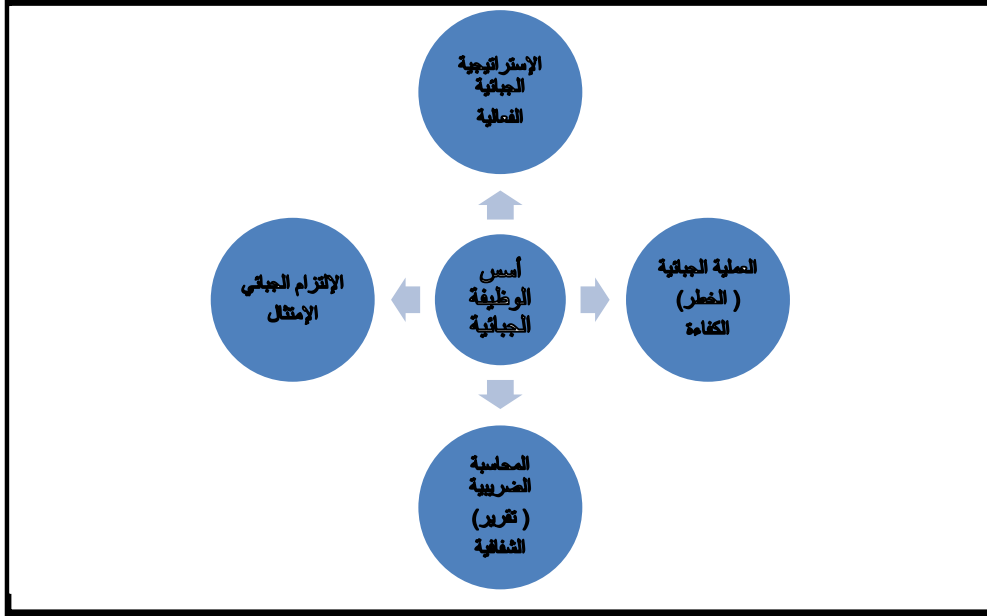 الإستراتيجية
الجبائية
الفعالية
الإلتزام الجبائي
الإمتثال
أسس
الوظيفة
الجبائية
العملية الجبائية
( الخطر)
الكفاءة
المحاسبة
الضريبية
( تقرير)
الشفافية